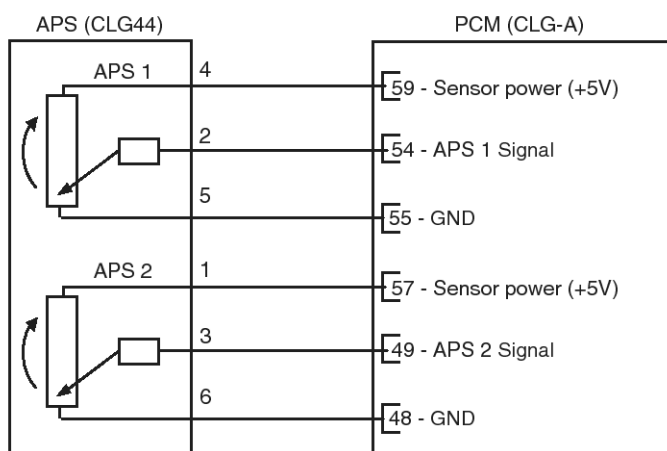 APS (CLG44) PCM (CLG-A)
APS 1 4 59 - Sensor power (+5V)
2 54 - APS 1 Signal
5 55 - GND
APS 2 1 57 - Sensor power (+5V)
3 49 - APS 2 Signal
6 48 - GND